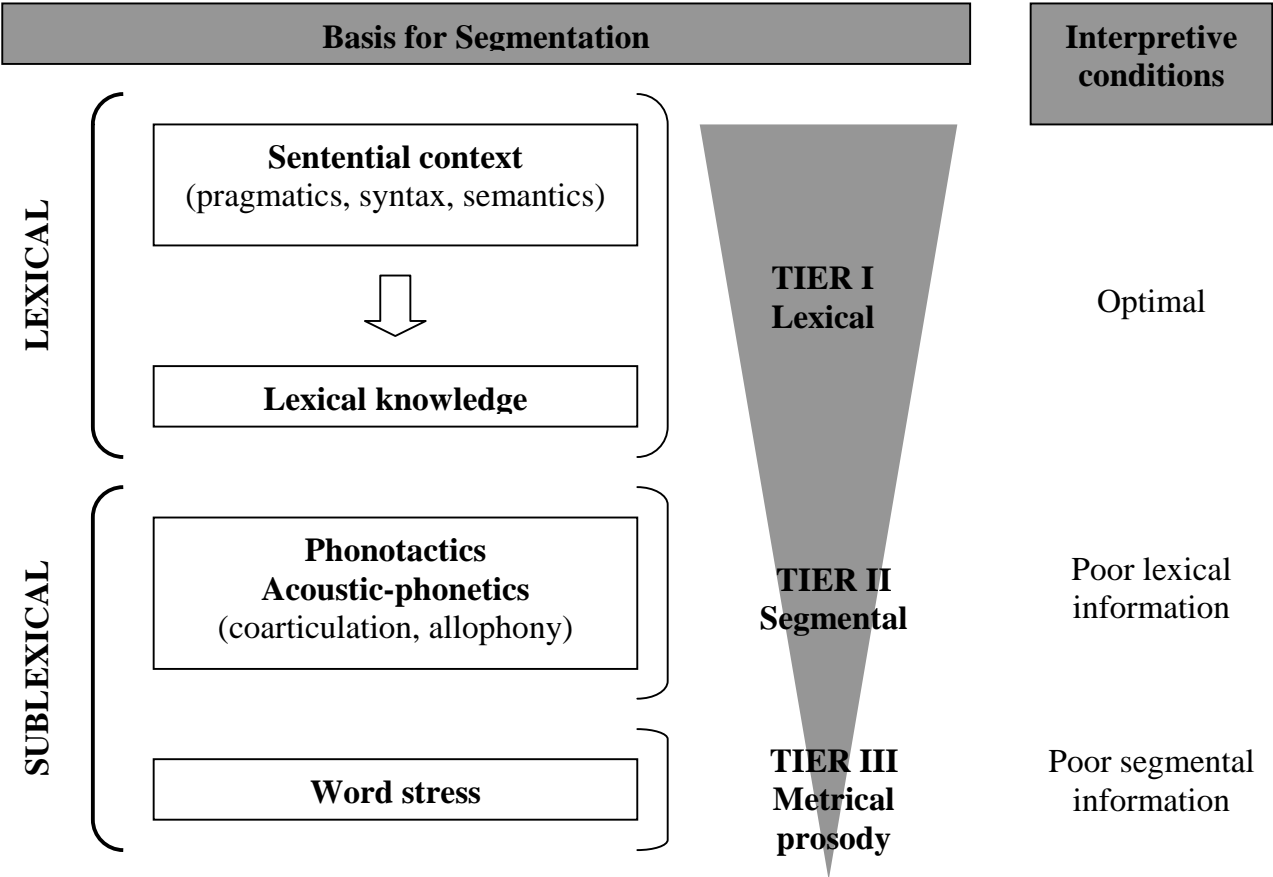 Basis for Segmentation
Interpretive
conditions
LEXICAL
Sentential context
(pragmatics, syntax, semantics)
Lexical knowledge
TIER I
Lexical
Optimal
SUBLEXICAL
Phonotactics
Acoustic-phonetics
(coarticulation, allophony)
TIER II
Segmental
Poor lexical
information
Word stress
TIER III
Metrical
prosody
Poor segmental
information